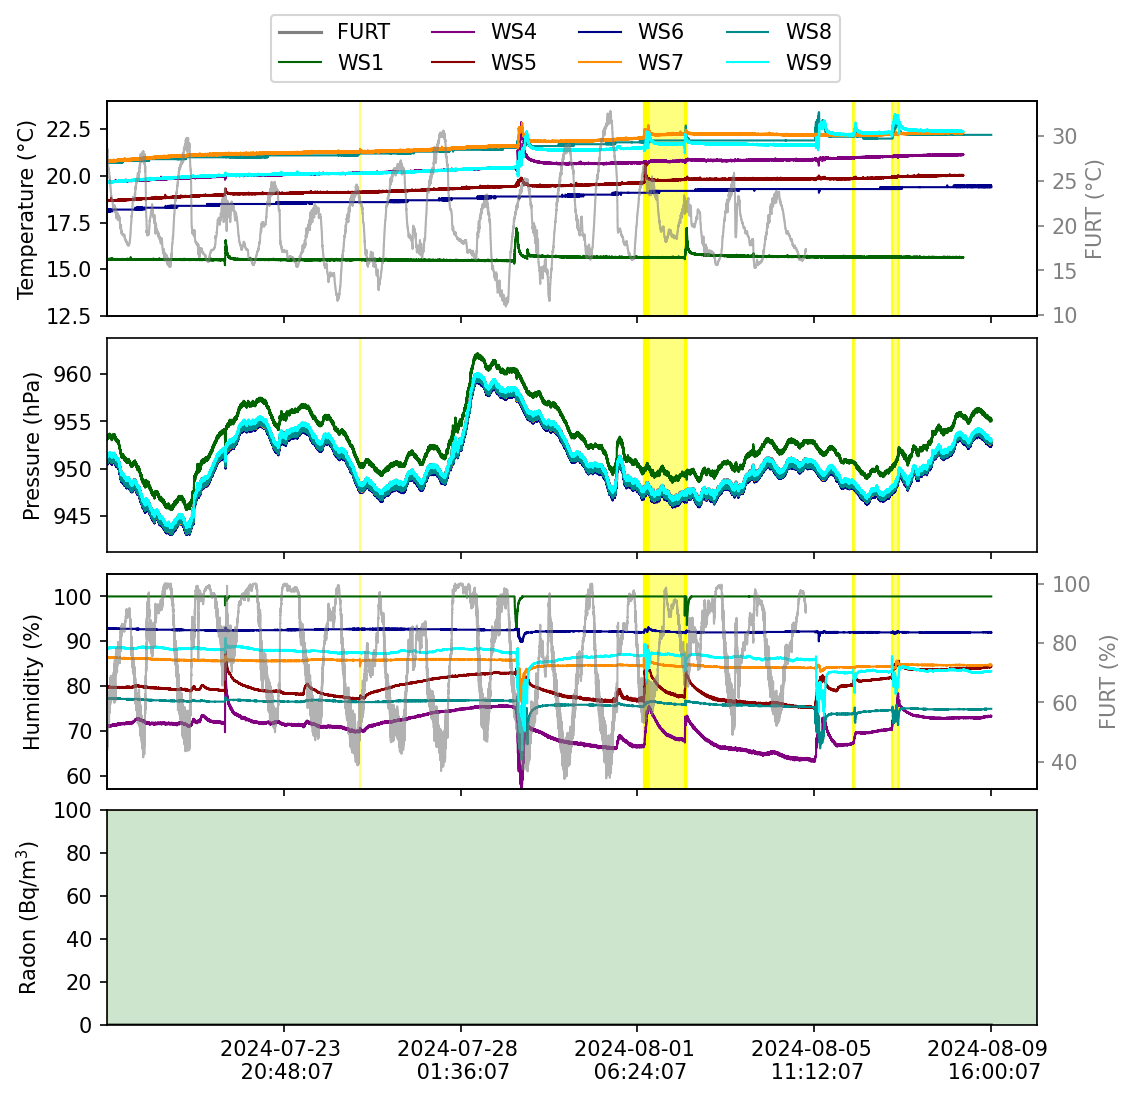 FURT WS4 WS6 WS8
WS1 WS5 WS7 WS9
Temperature (°C)
22.5
20.0
17.5
15.0
12.5
30
25
20
15
10
FURT (°C)
Pressure (hPa)
960
955
950
945
Humidity (%)
100
90
80
70
60
100
80
60
40
FURT (%)
Radon (Bq/m³)
100
80
60
40
20
0
2024-07-23 2024-07-28 2024-08-01 2024-08-05 2024-08-09
20:48:07 01:36:07 06:24:07 11:12:07 16:00:07